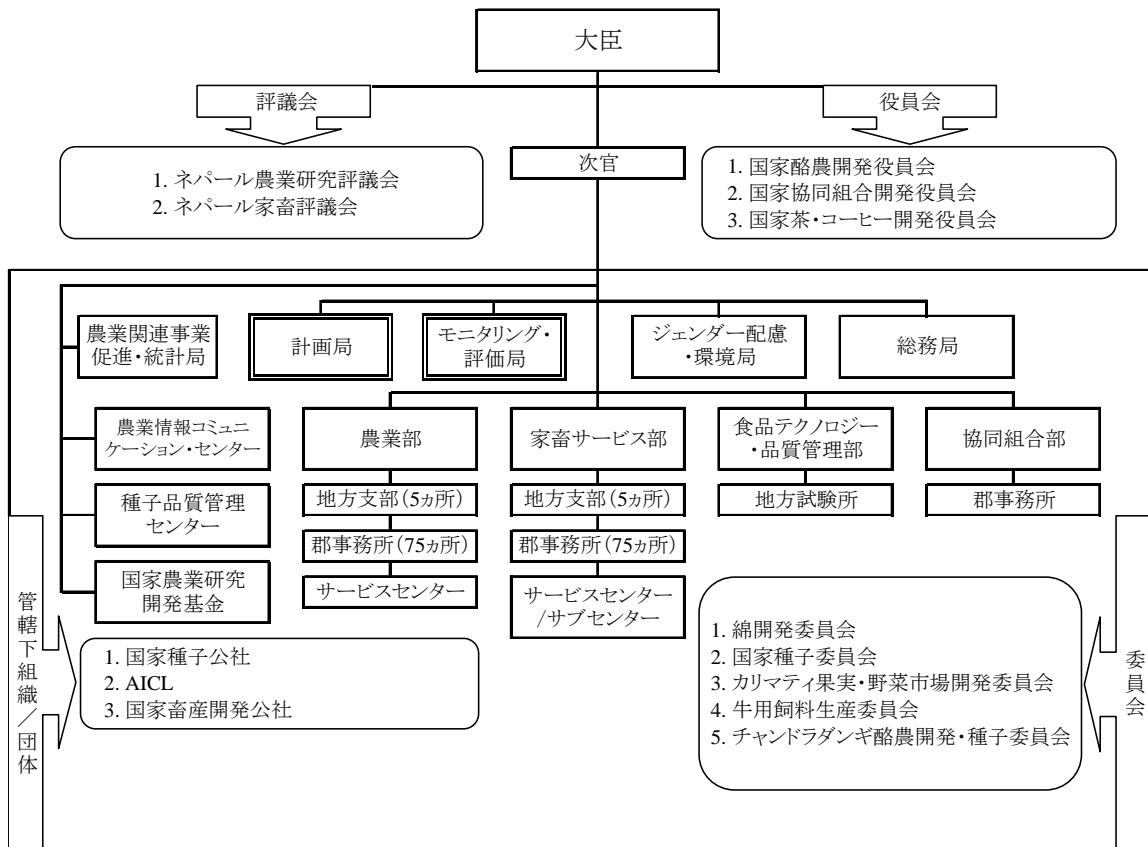 大臣
評議会
役員会
1. ネパール農業研究評議会
2. ネパール家畜評議会
次官
1. 国家酪農開発役員会
2. 国家協同組合開発役員会
3. 国家茶・コーヒー開発役員会
農業関連事業
促進・統計局
計画局
モニタリング・
評価局
ジェンダー配慮
・環境局
総務局
農業情報コミュニ
ケーション・センター
農業部
家畜サービス部
食品テクノロジー
・品質管理部
協同組合部
種子品質管理
センター
地方支部(5ヵ所)
地方支部(5ヵ所)
地方試験所
郡事務所
郡事務所(75ヵ所)
郡事務所(75ヵ所)
国家農業研究
開発基金
サービスセンター
サービスセンター
/サブセンター
管轄下組織/団体
1. 国家種子公社
2. AICL
3. 国家畜産開発公社
1. 綿開発委員会
2. 国家種子委員会
3. カリマティ果実・野菜市場開発委員会
4. 牛用飼料生産委員会
5. チャンドラダンギ酪農開発・種子委員会
委員会